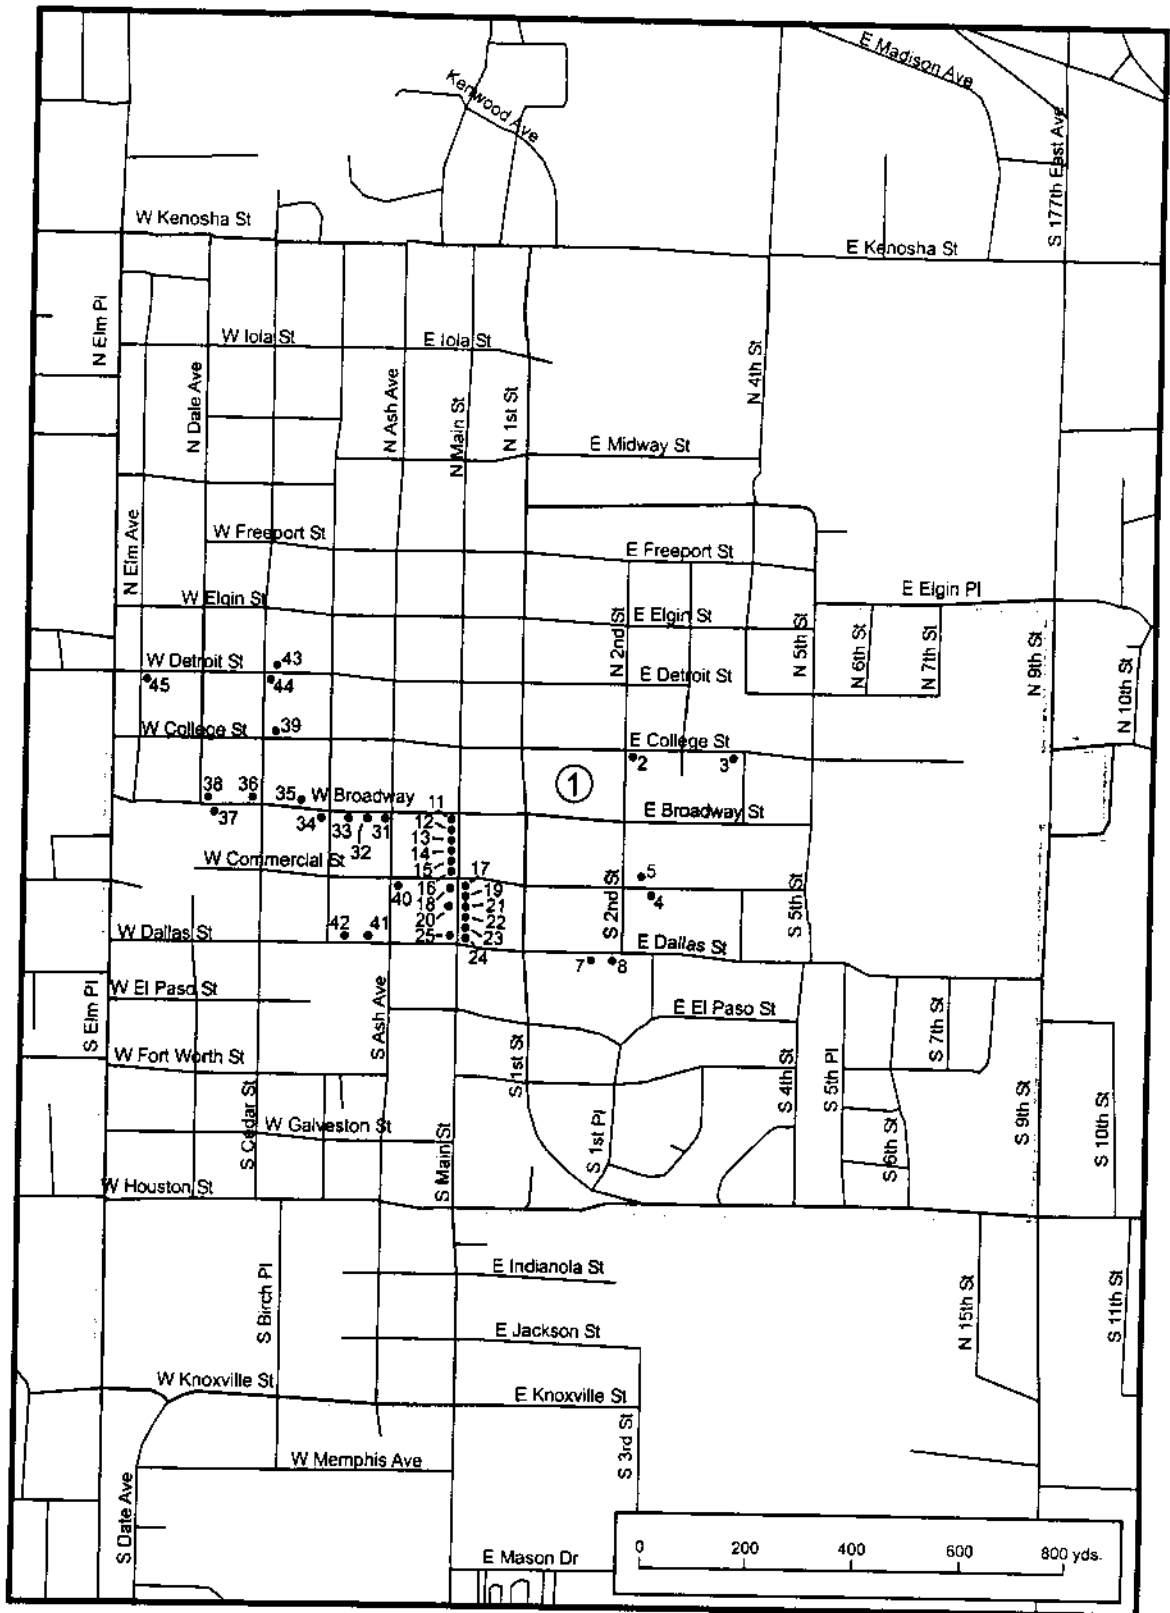 E Madison Ave
Kenwood Ave
S 177th East Ave
W Kenosha St
E Kenosha St
N Elm Pl
W Iola St
E Iola St
N Dale Ave
N Ash Ave
N Main St
N 1st St
N 4th St
E Midway St
N Elm Ave
W Freeport St
E Freeport St
W Elgin St
E Elgin St
E Elgin Pl
N 2nd St
N 5th St
N 6th St
N 7th St
N 9th St
N 10th St
W Detroit St
43
45
44
E Detroit St
W College St
39
E College St
2
3
1
38
36
35
W Broadway
11
37
34
33
31
12
E Broadway St
32
13
14
W Commercial St
15
17
40
16
19
18
21
20
22
42
41
25
23
24
5
4
S 2nd St
S 5th St
W Dallas St
E Dallas St
7
8
W El Paso St
E El Paso St
S Elm Pl
S Ash Ave
S 1st St
S 7th St
W Fort Worth St
S 4th St
S 5th Pl
S Cedar St
W Galveston St
S Main St
S 1st Pl
S 6th St
S 9th St
S 10th St
W Houston St
E Indianola St
S Birch Pl
N 15th St
S 11th St
E Jackson St
W Knoxville St
E Knoxville St
S 3rd St
W Memphis Ave
S Date Ave
E Mason Dr
0 200 400 600 800 yds.